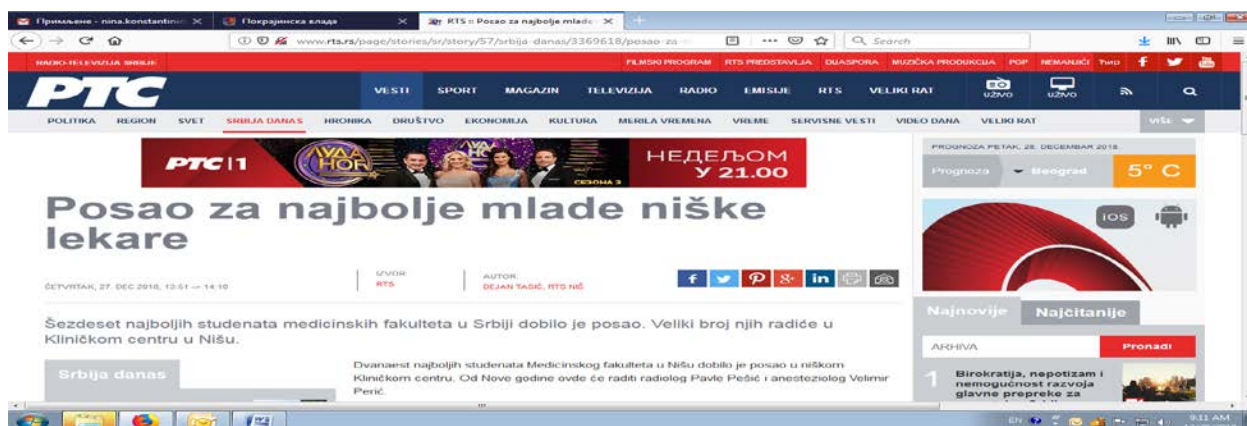 Примљене - nina.konstantin
Покрајинска влада
RTS :: Posao za najbolje mlade
www.rts.rs/page/stories/sr/story/57/srbija-danas/3369618/posao-za-
Search
RADIO-TELEVIZIJA SRBIJE
FILMSKI PROGRAM RTS PREDSTAVLJA DIJASPORA MUZIČKA PRODUKCIJA PGP NEMANJIĆI Ћир
РТС
VESTI SPORT MAGAZIN TELEVIZIJA RADIO EMISIJE RTS VELIKI RAT UŽIVO UŽIVO
POLITIKA REGION SVET SRBIJA DANAS HRONIKA DRUŠTVO EKONOMIJA KULTURA MERILA VREMENA VREME SERVISNE VESTI VIDEO DANA VELIKI RAT VIŠE
РТС|1
СЕЗОНА 3
НЕДЕЉОМ
У 21.00
PROGNOZA PETAK, 28. DECEMBAR 2018.
Prognoza Beograd 5° C
Posao za najbolje mlade niške
lekare
iOS
ČETVRTAK, 27. DEC 2018, 13:51 -> 14:10
IZVOR
RTS
AUTOR:
DEJAN TASIĆ, RTS NIŠ
Šezdeset najboljih studenata medicinskih fakulteta u Srbiji dobilo je posao. Veliki broj njih radiće u
Kliničkom centru u Nišu.
Srbija danas
Dvanaest najboljih studenata Medicinskog fakulteta u Nišu dobilo je posao u niškom
Kliničkom centru. Od Nove godine ovde će raditi radiolog Pavle Pešić i anesteziolog Velimir
Perić.
Najnovije Najčitanije
ARHIVA Pronađi
1 Birokratija, nepotizam i
nemogućnost razvoja
glavne prepreke za
EN 9:11 AM